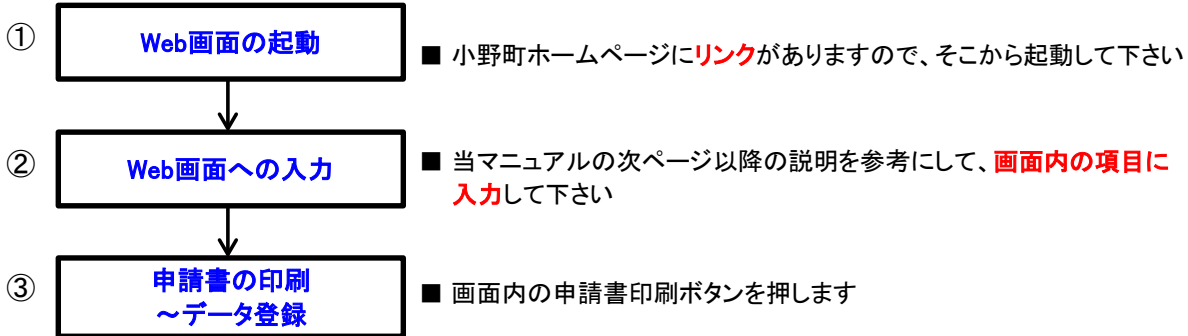 ① Web画面の起動 ■ 小野町ホームページにリンクがありますので、そこから起動して下さい
② Web画面への入力 ■ 当マニュアルの次ページ以降の説明を参考にして、画面内の項目に
入力して下さい
③ 申請書の印刷
～データ登録
■ 画面内の申請書印刷ボタンを押します